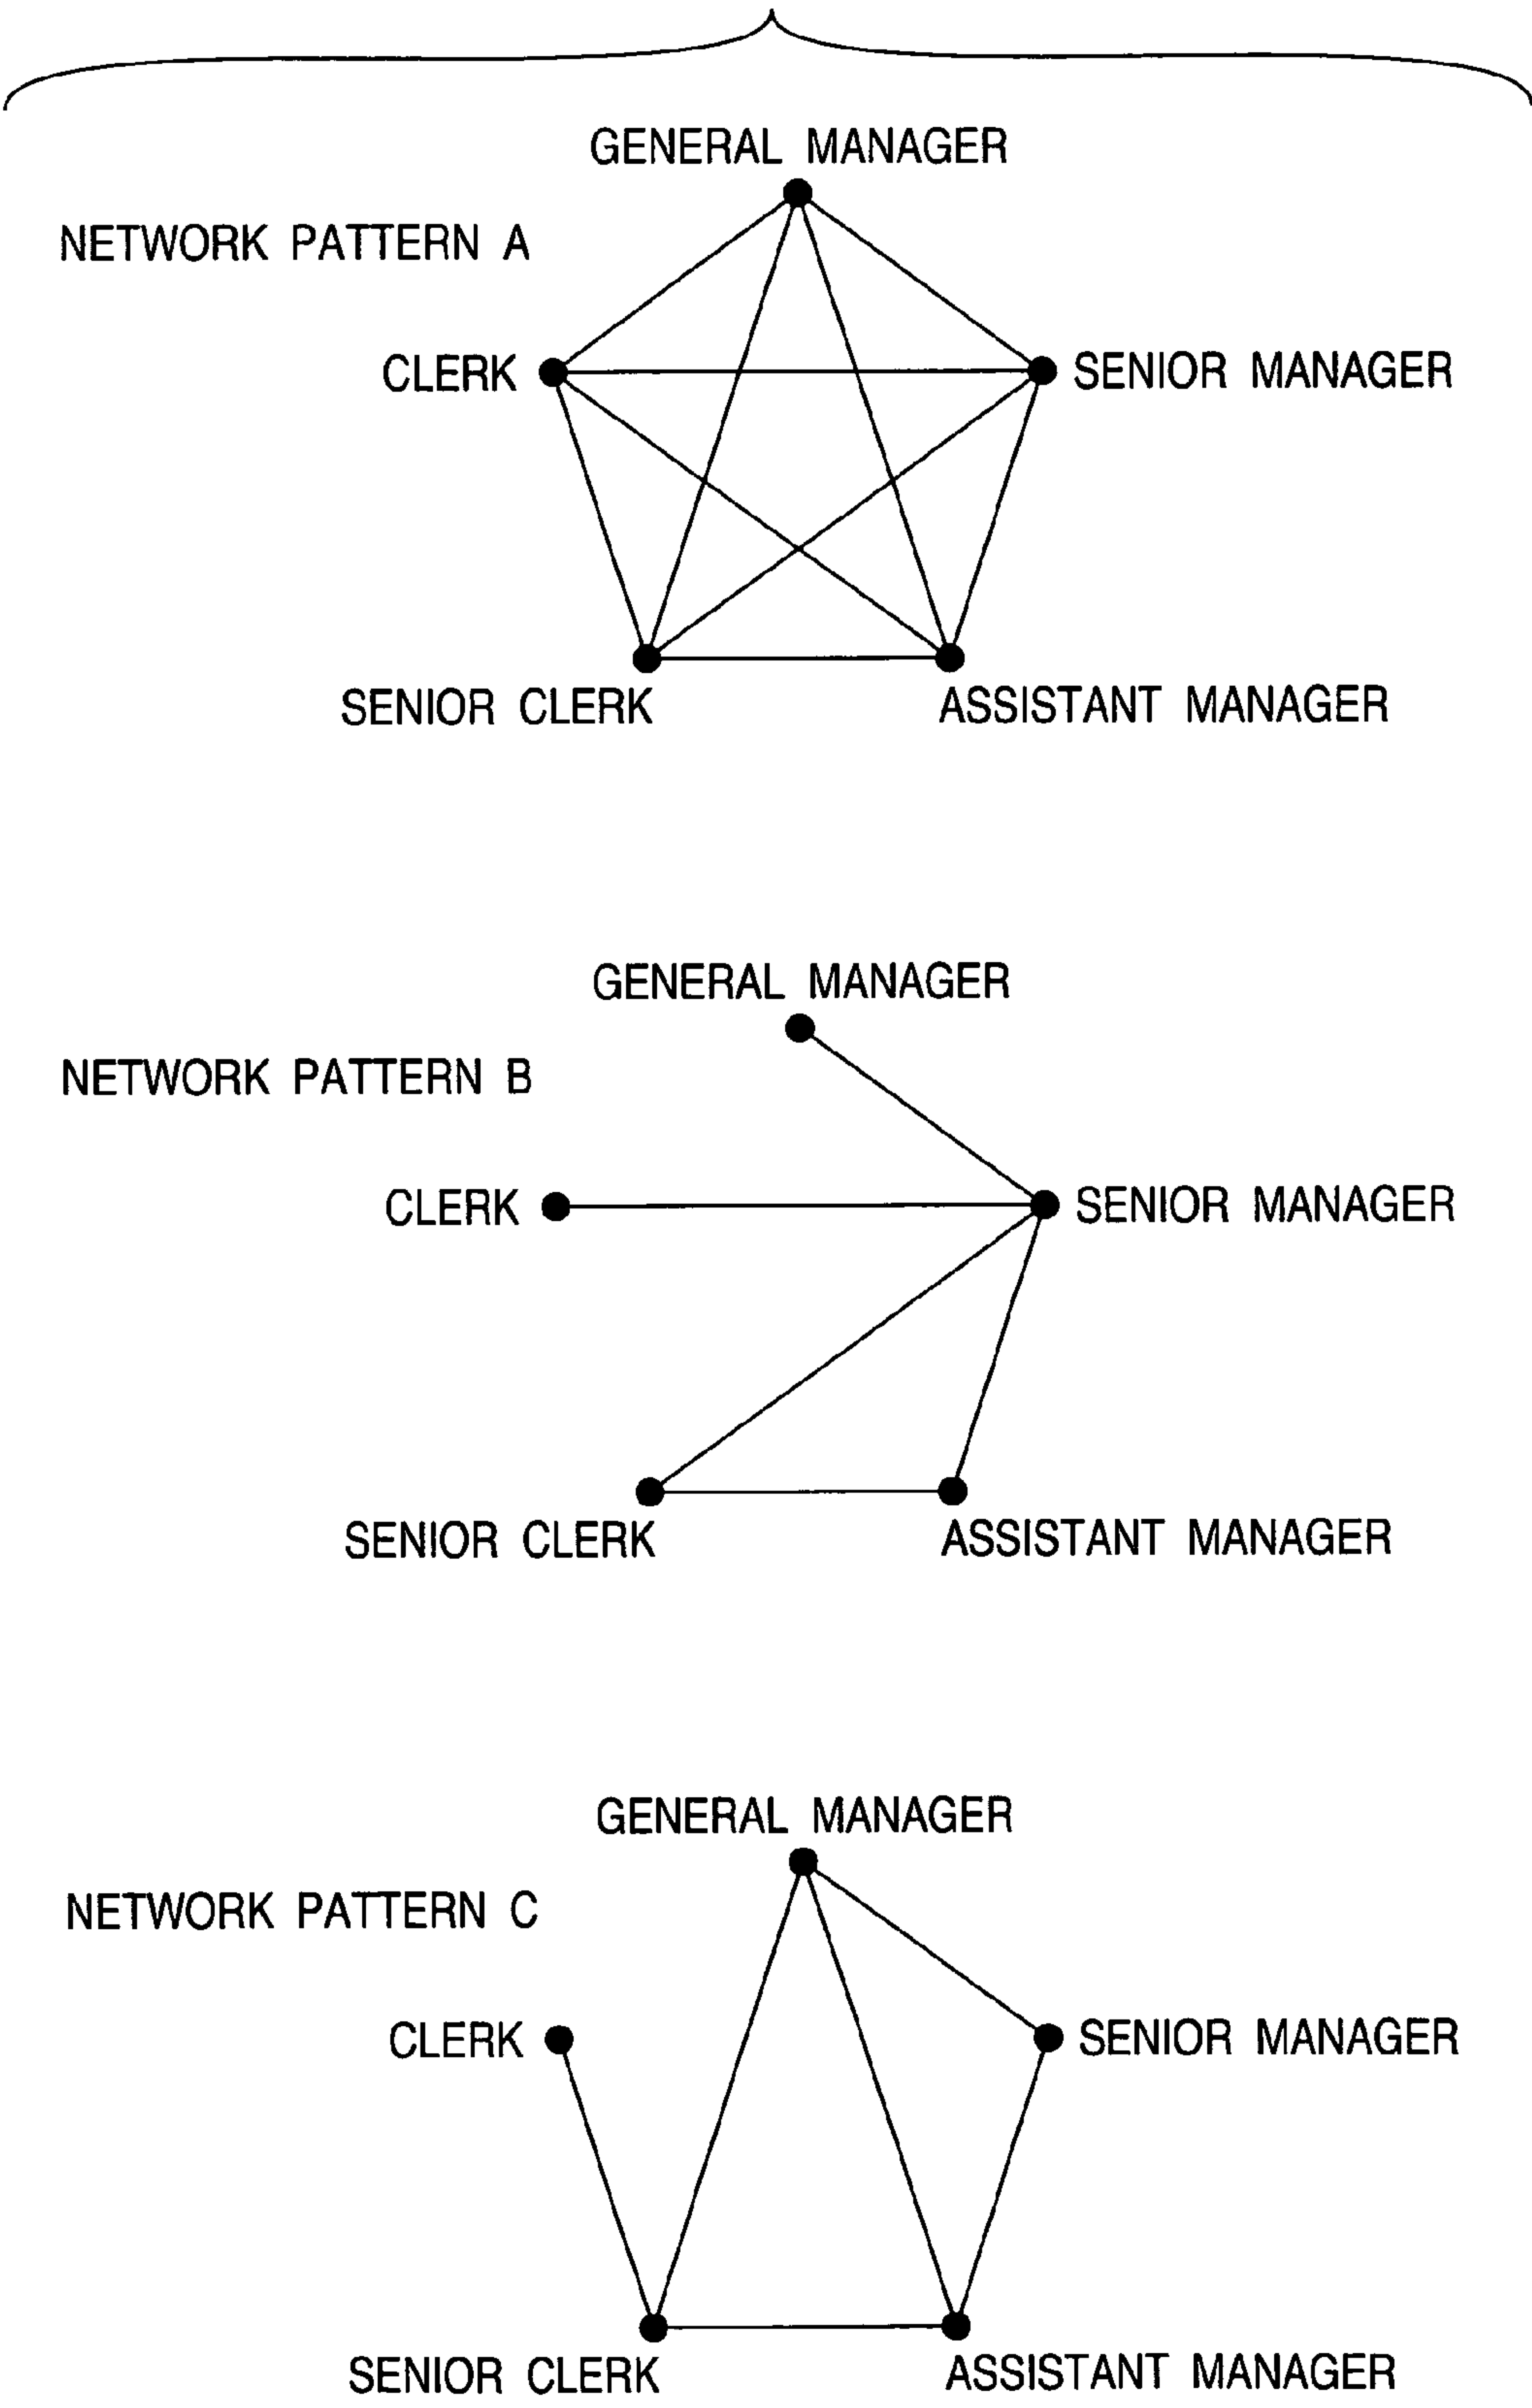 GENERAL MANAGER
NETWORK PATTERN A
CLERK
SENIOR MANAGER
SENIOR CLERK
ASSISTANT MANAGER
GENERAL MANAGER
NETWORK PATTERN B
CLERK
SENIOR MANAGER
SENIOR CLERK
ASSISTANT MANAGER
GENERAL MANAGER
NETWORK PATTERN C
CLERK
SENIOR MANAGER
SENIOR CLERK
ASSISTANT MANAGER